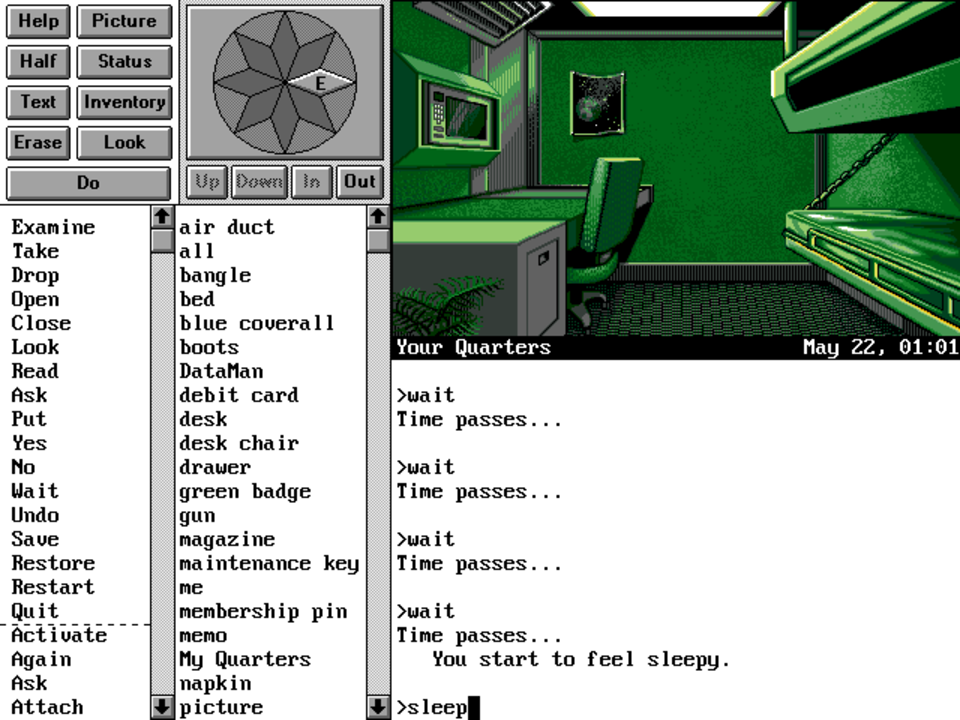 Help
Picture
Half
Status
Text
Inventory
Erase
Look
Do
E
Up
Down
In
Out
Examine
Take
Drop
Open
Close
Look
Read
Ask
Put
Yes
No
Wait
Undo
Save
Restore
Restart
Quit
Activate
Again
Ask
Attach
air duct
all
bangle
bed
blue coverall
boots
DataMan
debit card
desk
desk chair
drawer
green badge
gun
magazine
maintenance key
me
membership pin
memo
My Quarters
napkin
picture
Your Quarters May 22, 01:01
>wait
Time passes...
>wait
Time passes...
>wait
Time passes...
>wait
Time passes...
You start to feel sleepy.
>sleep